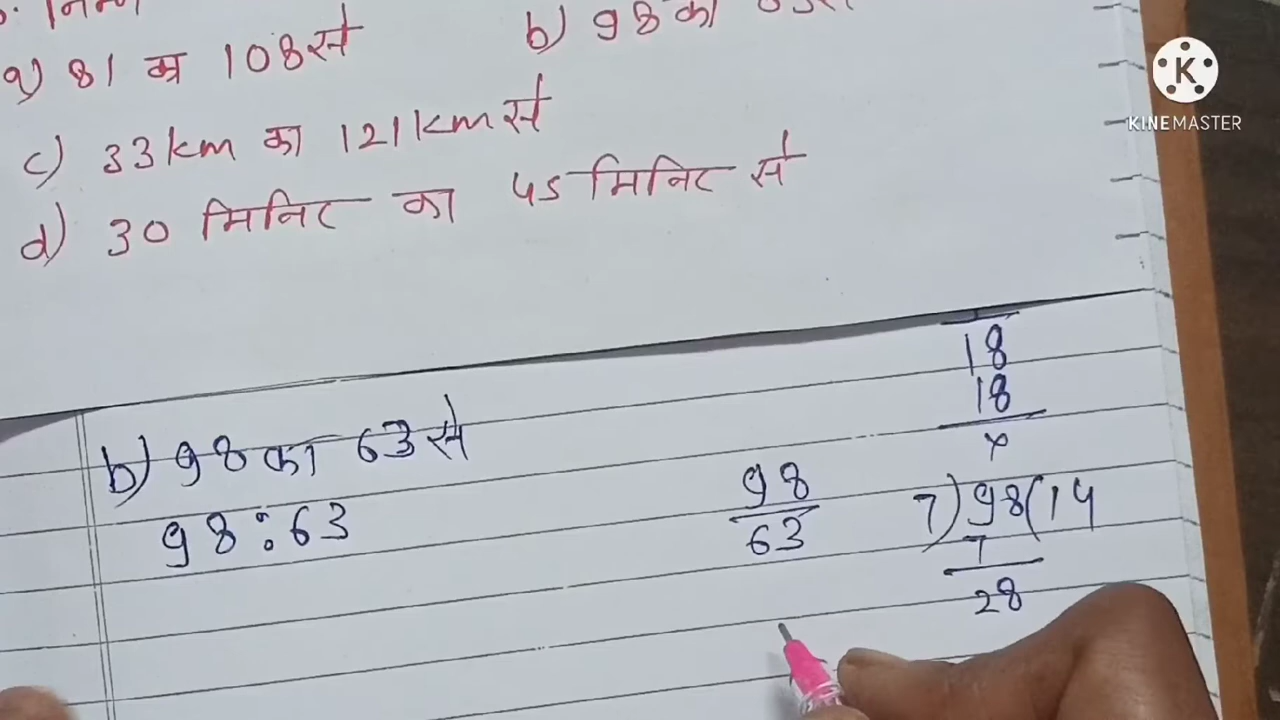 a) 81 का 108 से
b) 98 का
c) 33 km का 121 km से
d) 30 मिनिट का 45 मिनिट से
KINEMASTER
18
18
×
b) 98 का 63 से
98 : 63
98
63
7 ) 98 ( 14
7
28